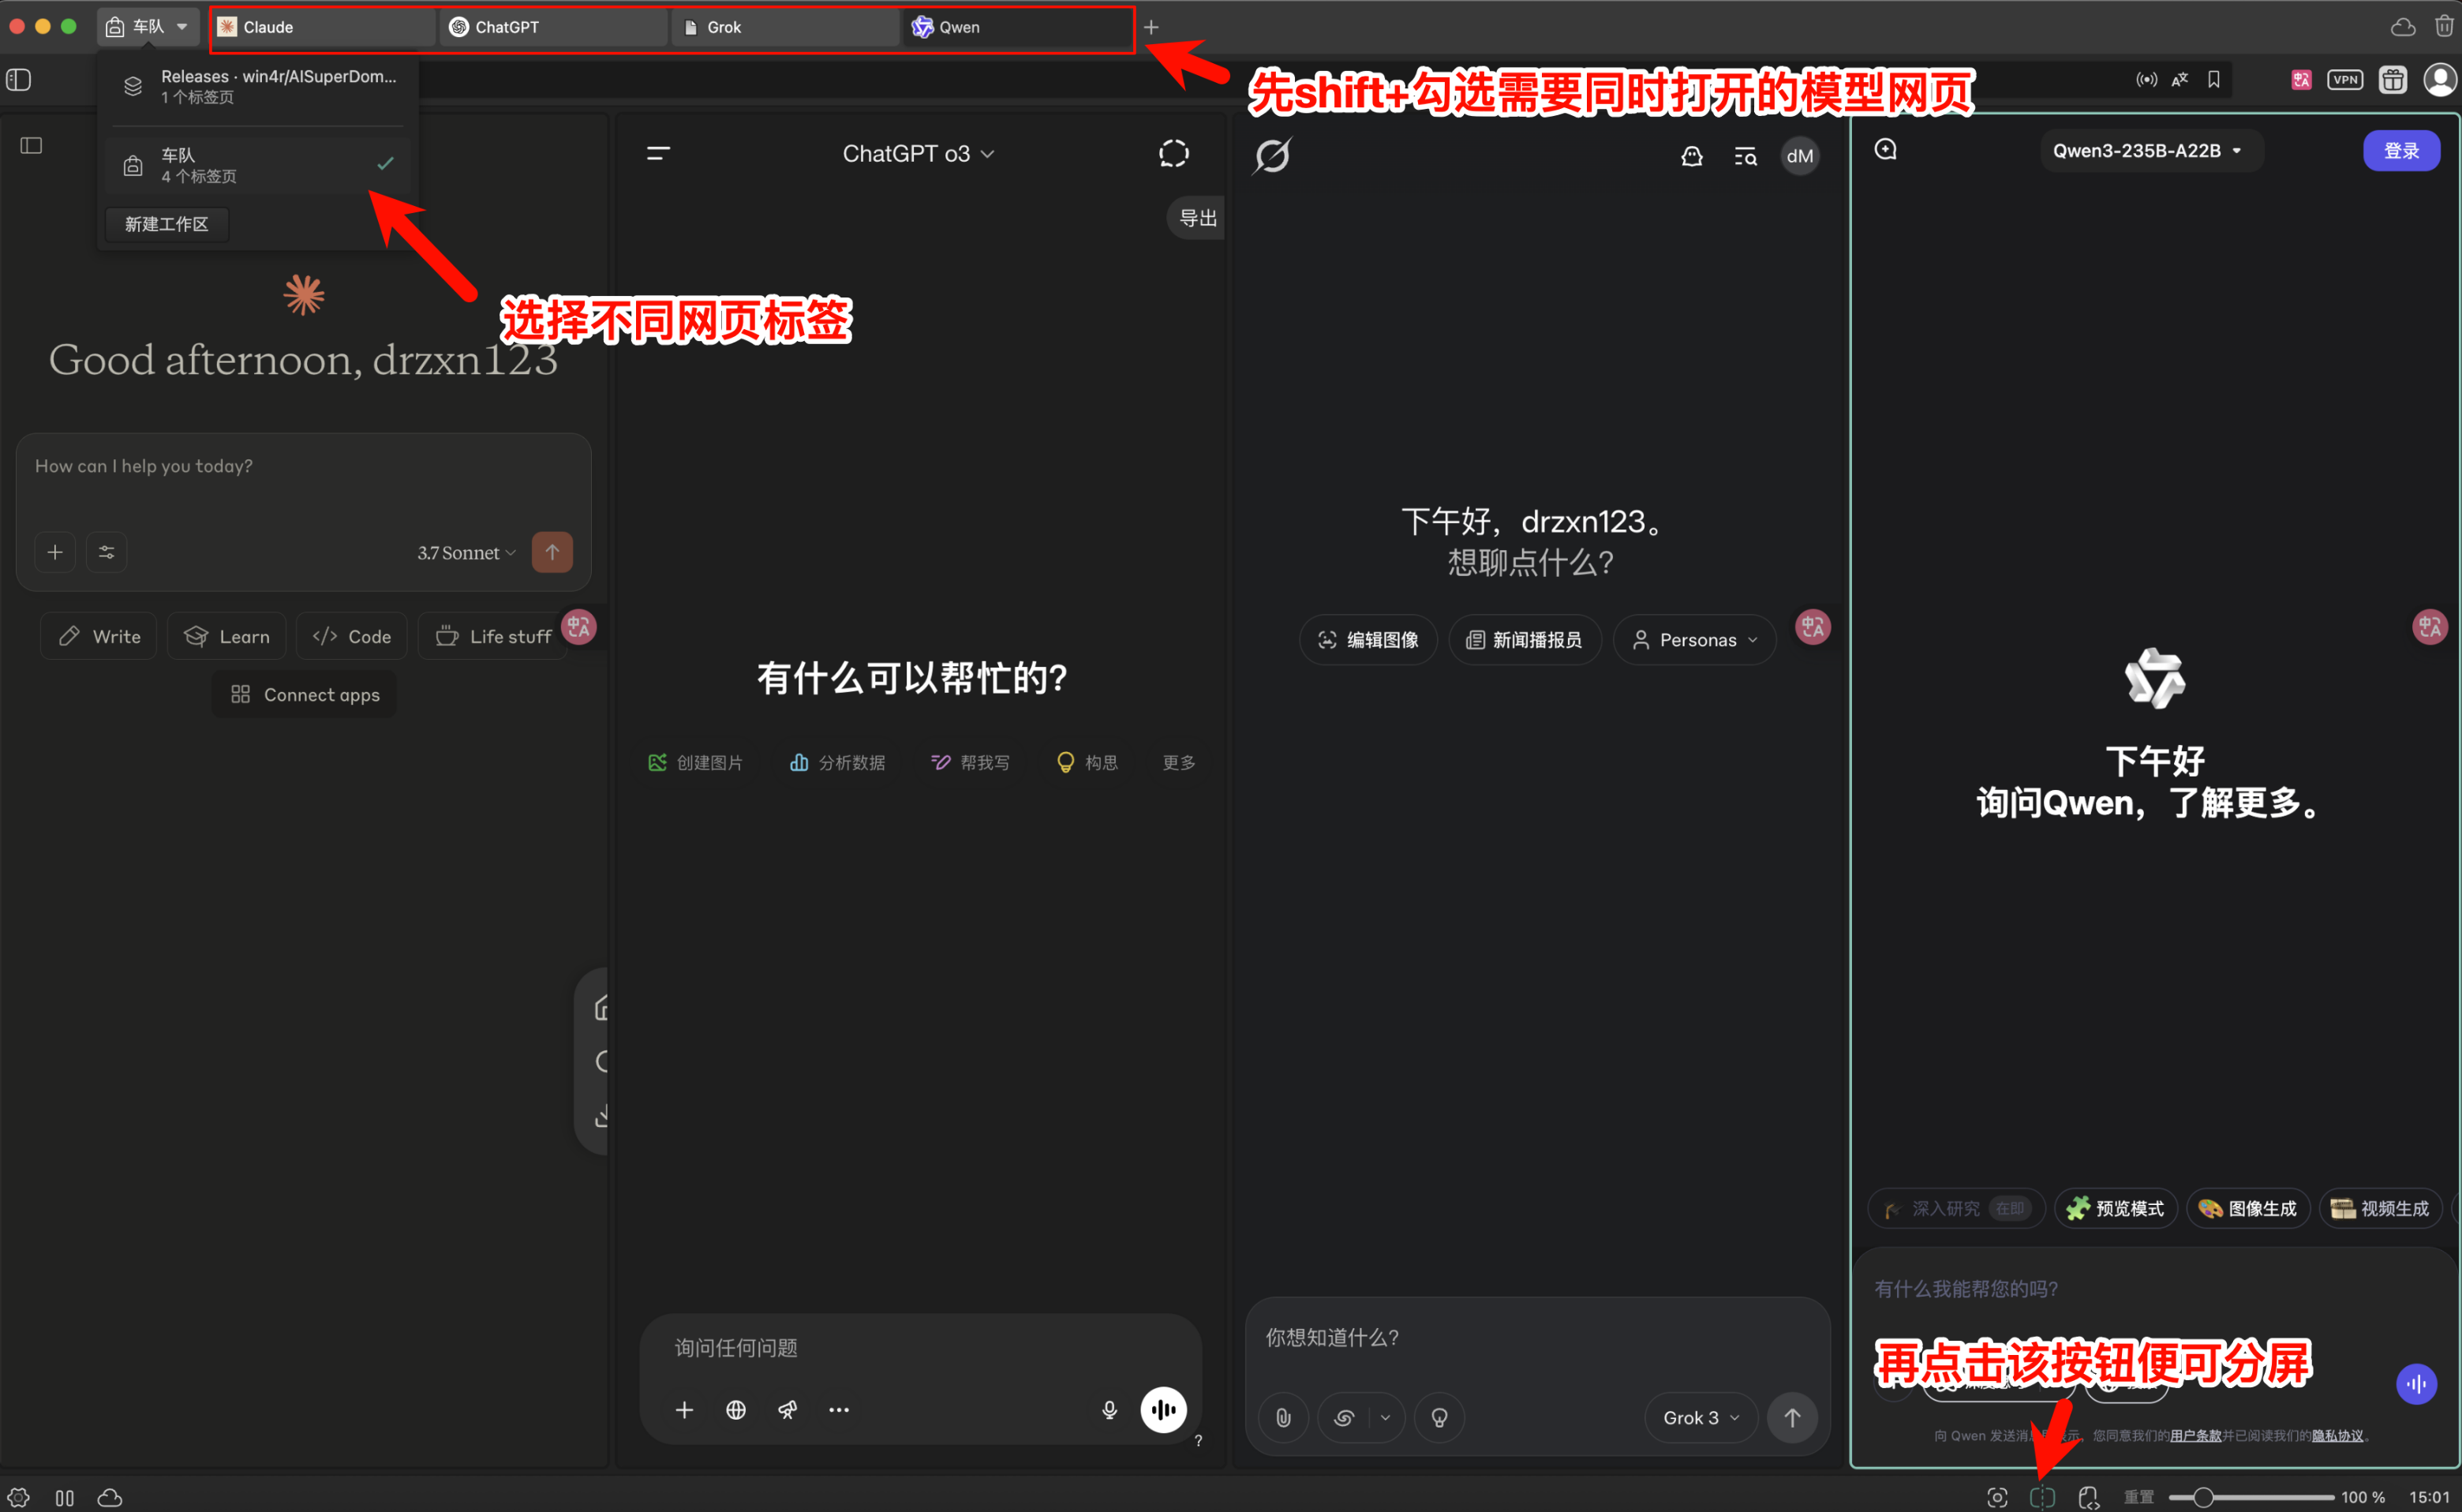 车队
Claude
ChatGPT
Grok
Qwen
Releases · win4r/AISuperDom...
1 个标签页
车队
4 个标签页
新建工作区
先shift+勾选需要同时打开的模型网页
VPN
选择不同网页标签
Good afternoon, drzxn123
How can I help you today?
3.7 Sonnet
Write
Learn
Code
Life stuff
Connect apps
ChatGPT o3
导出
有什么可以帮忙的?
创建图片
分析数据
帮我写
构思
更多
询问任何问题
?
dM
下午好，drzxn123。
想聊点什么?
编辑图像
新闻播报员
Personas
你想知道什么?
Grok 3
Qwen3-235B-A22B
登录
下午好
询问Qwen，了解更多。
深入研究 在即
预览模式
图像生成
视频生成
有什么我能帮您的吗?
再点击该按钮便可分屏
向 Qwen 发送消息 示，您同意我们的用户条款并已阅读我们的隐私协议。
重置
100 %
15:01